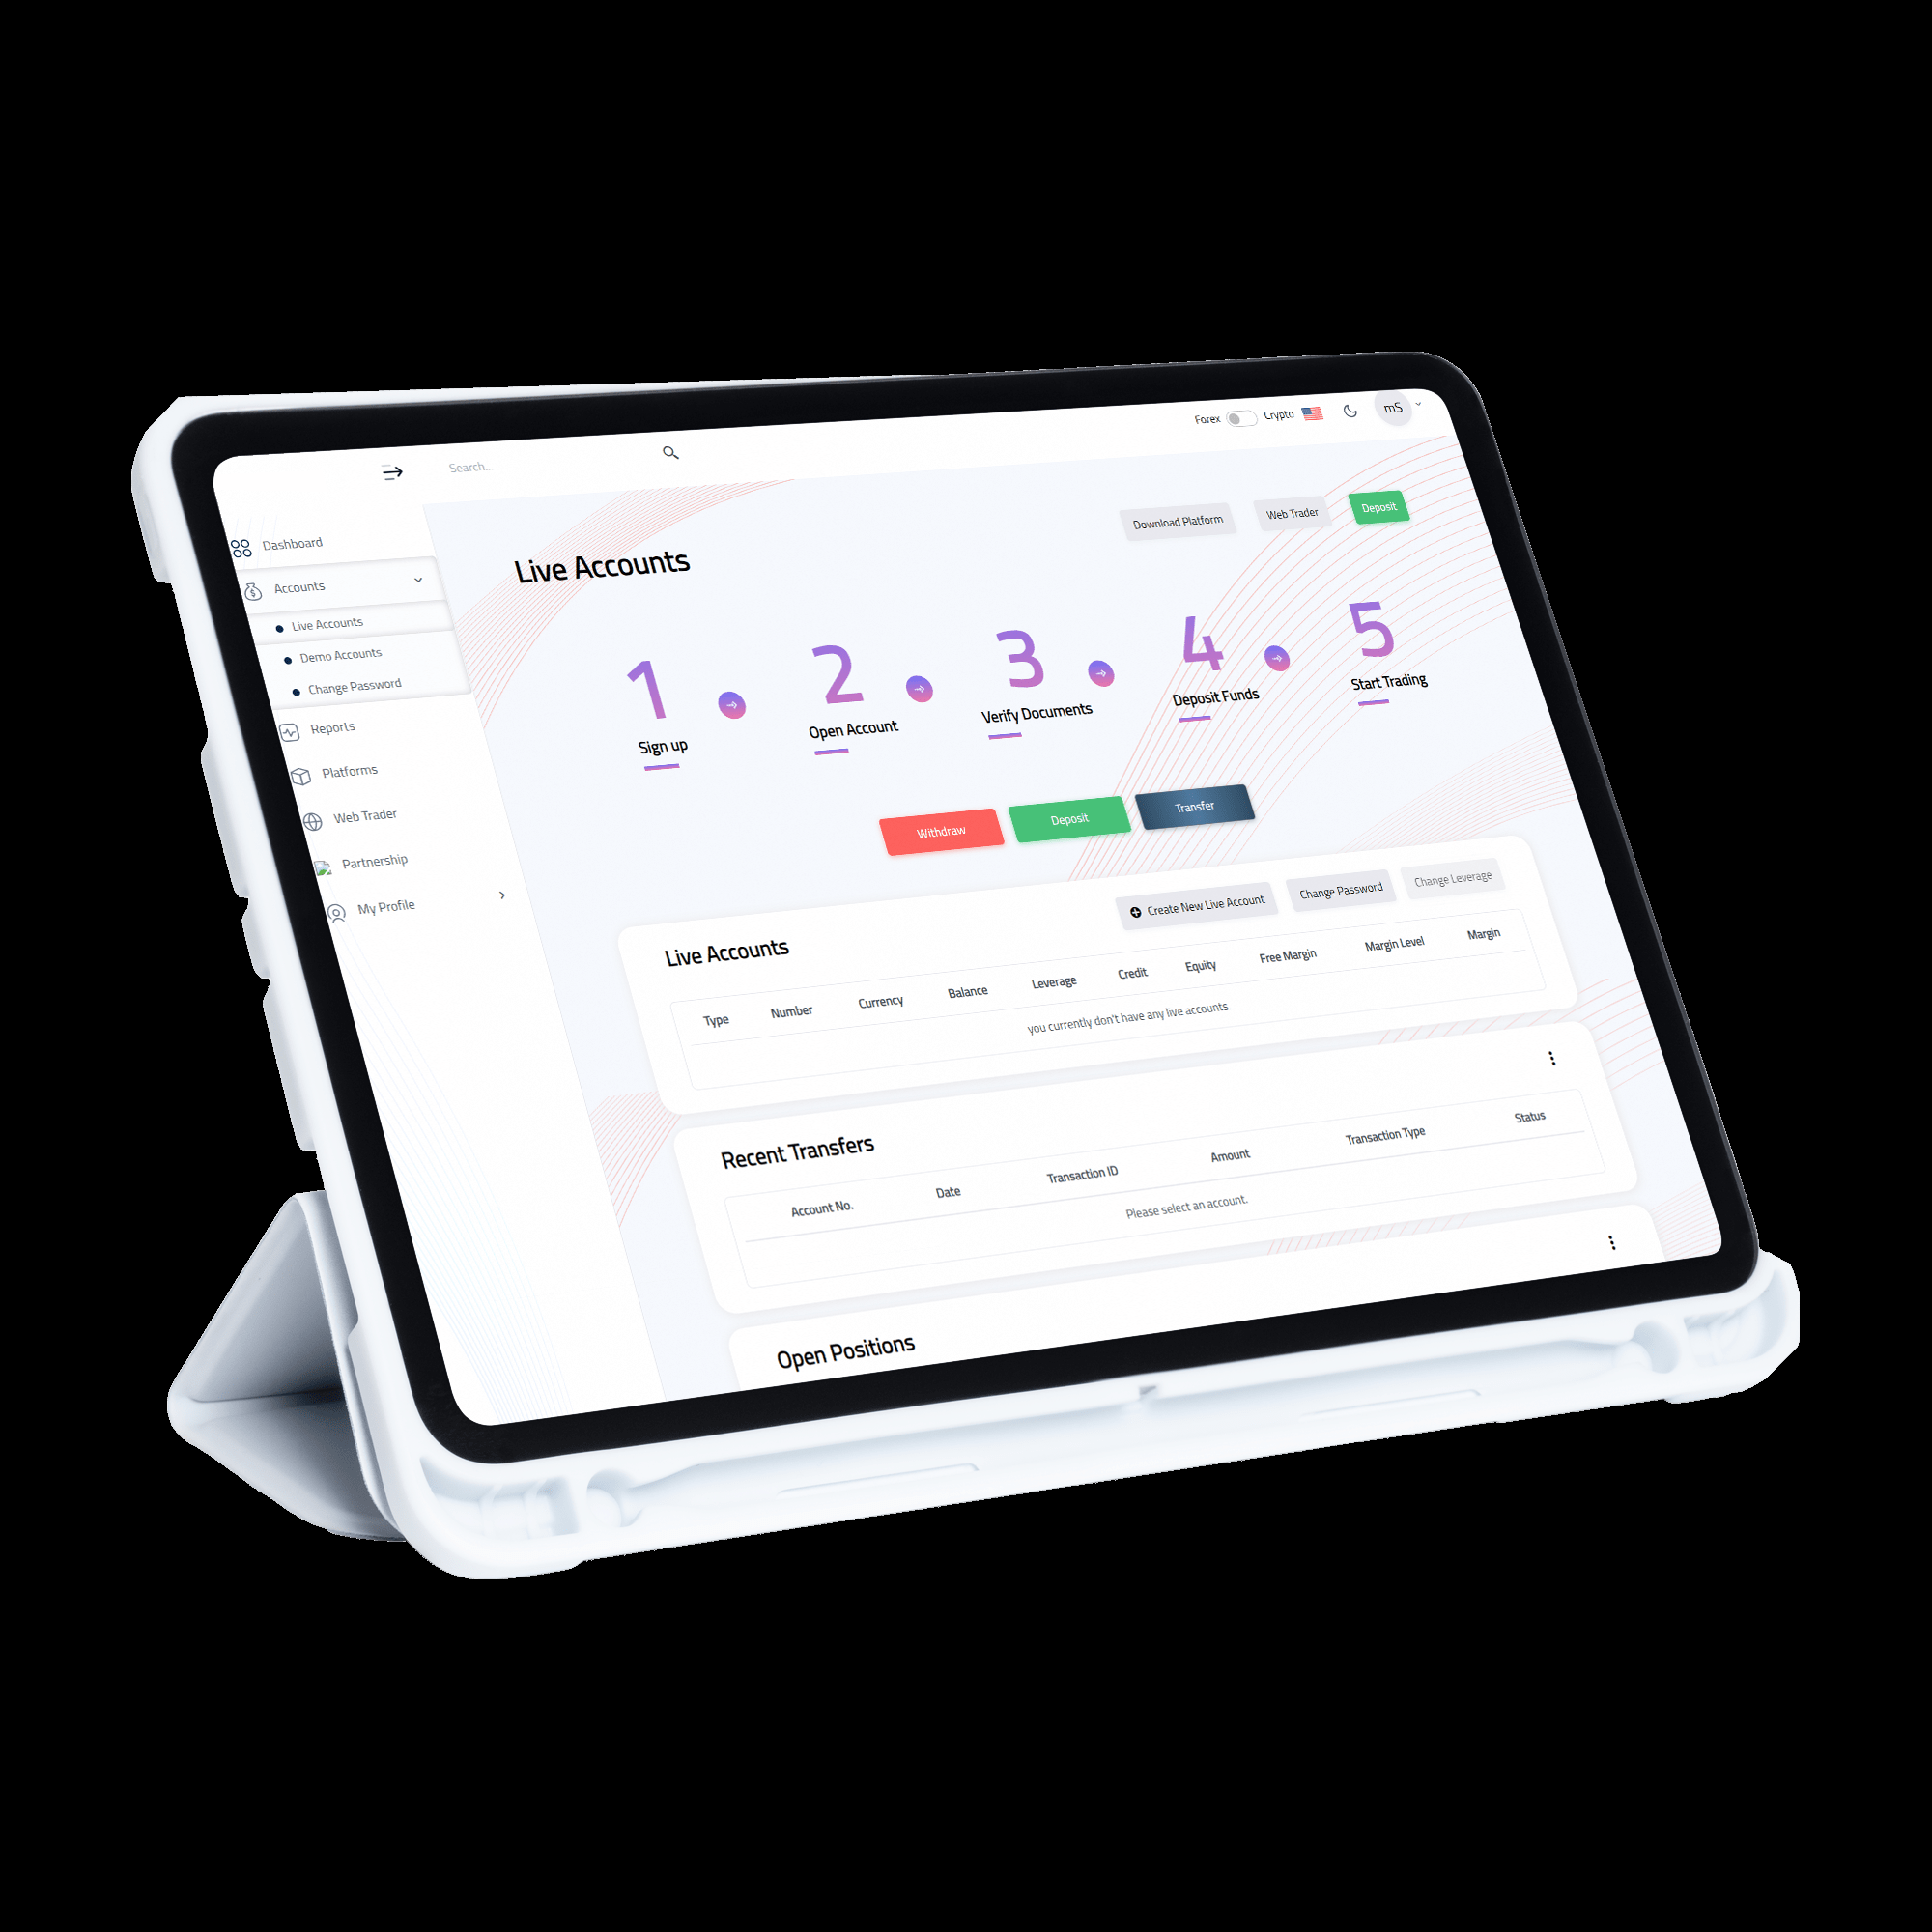 Search...
Forex Crypto mS
Dashboard
Accounts
Live Accounts
Demo Accounts
Change Password
Reports
Platforms
Web Trader
Partnership
My Profile
Download Platform Web Trader Deposit
Live Accounts
1 2 3 4 5
Sign up Open Account Verify Documents Deposit Funds Start Trading
Withdraw Deposit Transfer
Create New Live Account Change Password Change Leverage
Live Accounts
Type Number Currency Balance Leverage Credit Equity Free Margin Margin Level Margin
you currently don't have any live accounts.
Recent Transfers
Account No. Date Transaction ID Amount Transaction Type Status
Please select an account.
Open Positions